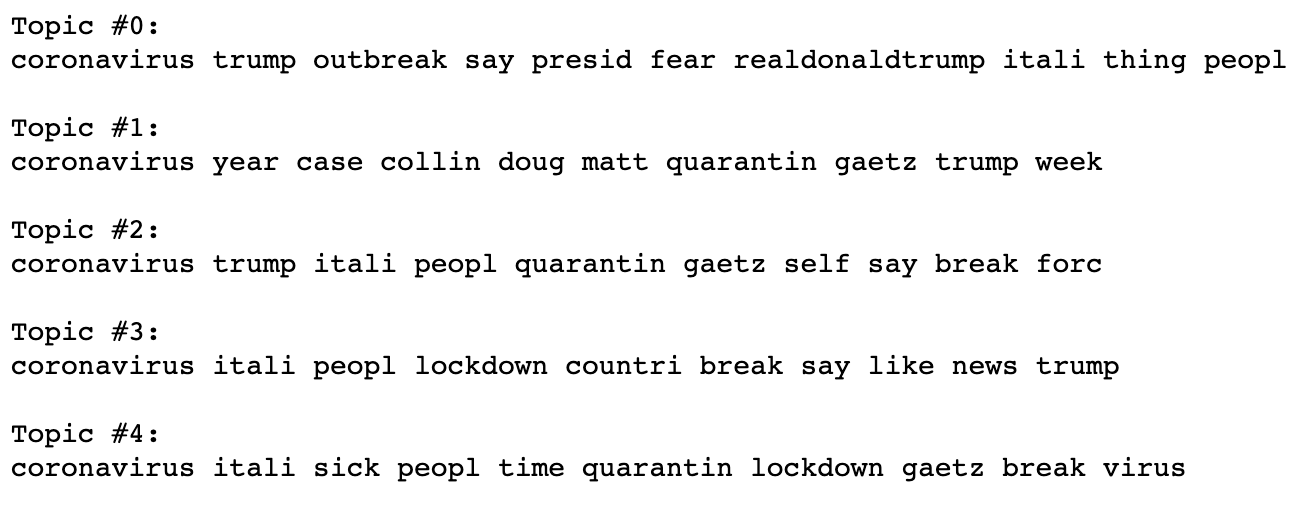 Topic #0:
coronavirus trump outbreak say presid fear realdonaldtrump itali thing peopl
Topic #1:
coronavirus year case collin doug matt quarantin gaetz trump week
Topic #2:
coronavirus trump itali peopl quarantin gaetz self say break forc
Topic #3:
coronavirus itali peopl lockdown countri break say like news trump
Topic #4:
coronavirus itali sick peopl time quarantin lockdown gaetz break virus